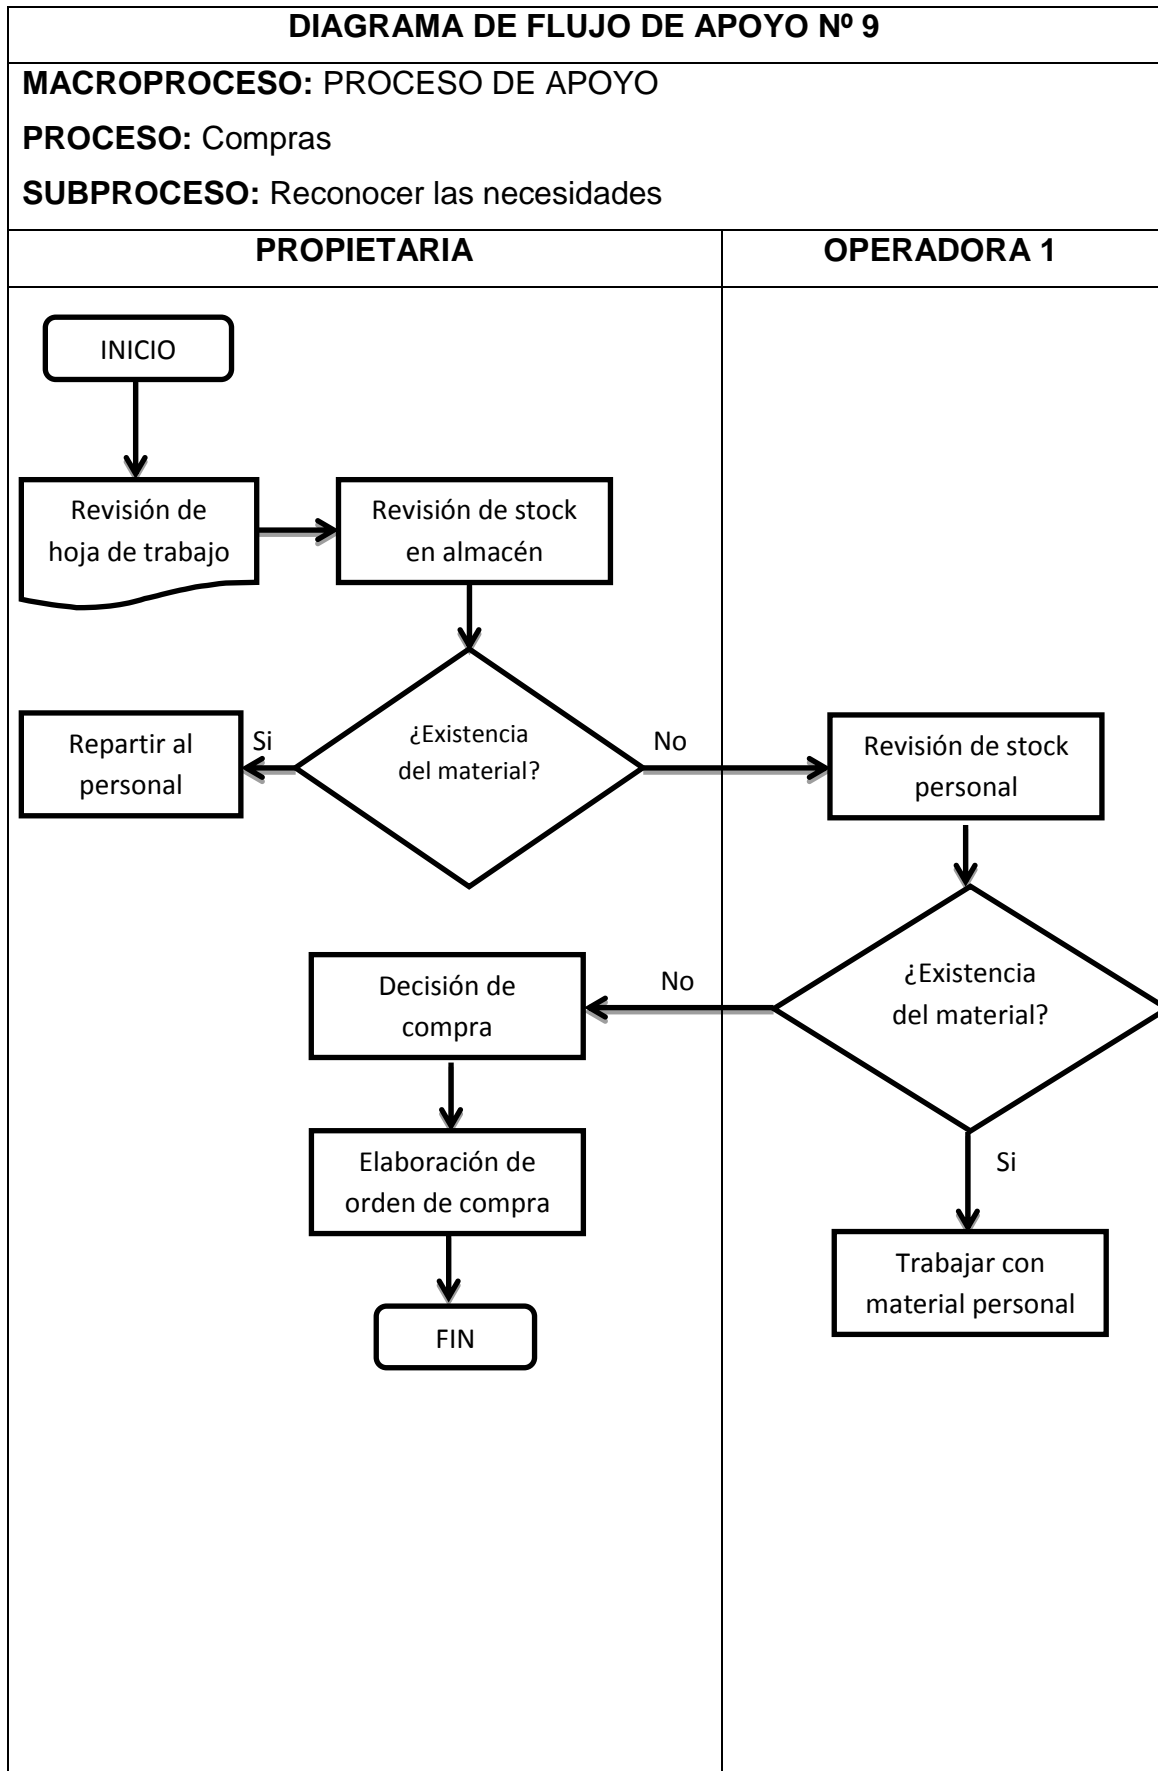 DIAGRAMA DE FLUJO DE APOYO Nº 9
MACROPROCESO: PROCESO DE APOYO
PROCESO: Compras
SUBPROCESO: Reconocer las necesidades
PROPIETARIA
OPERADORA 1
INICIO
Revisión de
hoja de trabajo
Revisión de stock
en almacén
¿Existencia
del material?
Si
Repartir al
personal
No
Revisión de stock
personal
¿Existencia
del material?
No
Decisión de
compra
Elaboración de
orden de compra
FIN
Si
Trabajar con
material personal